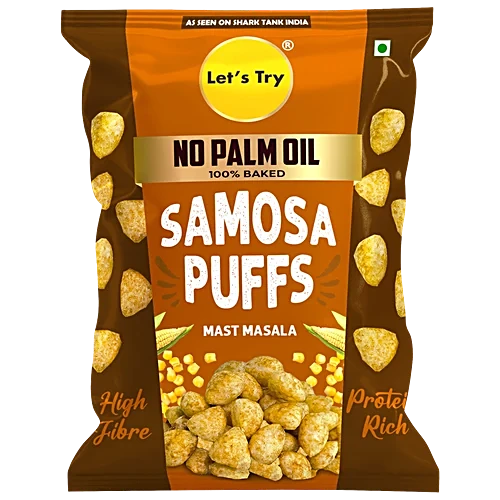 AS SEEN ON SHARK TANK INDIA
®
Let's Try
NO PALM OIL
100% BAKED
SAMOSA
PUFFS
MAST MASALA
High
Fibre
Protei
Rich